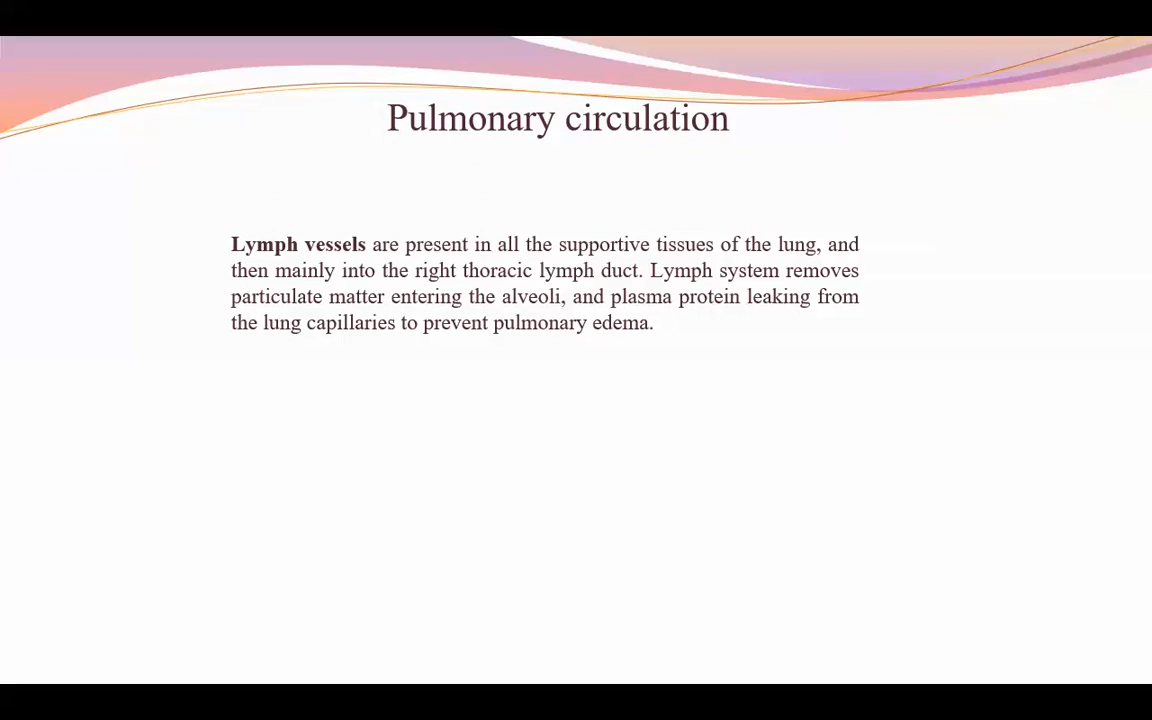 Pulmonary circulation
Lymph vessels are present in all the supportive tissues of the lung, and
then mainly into the right thoracic lymph duct. Lymph system removes
particulate matter entering the alveoli, and plasma protein leaking from
the lung capillaries to prevent pulmonary edema.